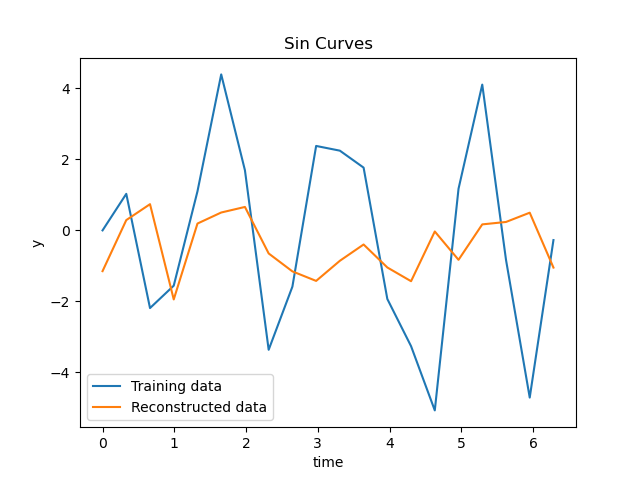 Sin Curves
y
4
2
0
−2
−4
Training data
Reconstructed data
0 1 2 3 4 5 6
time